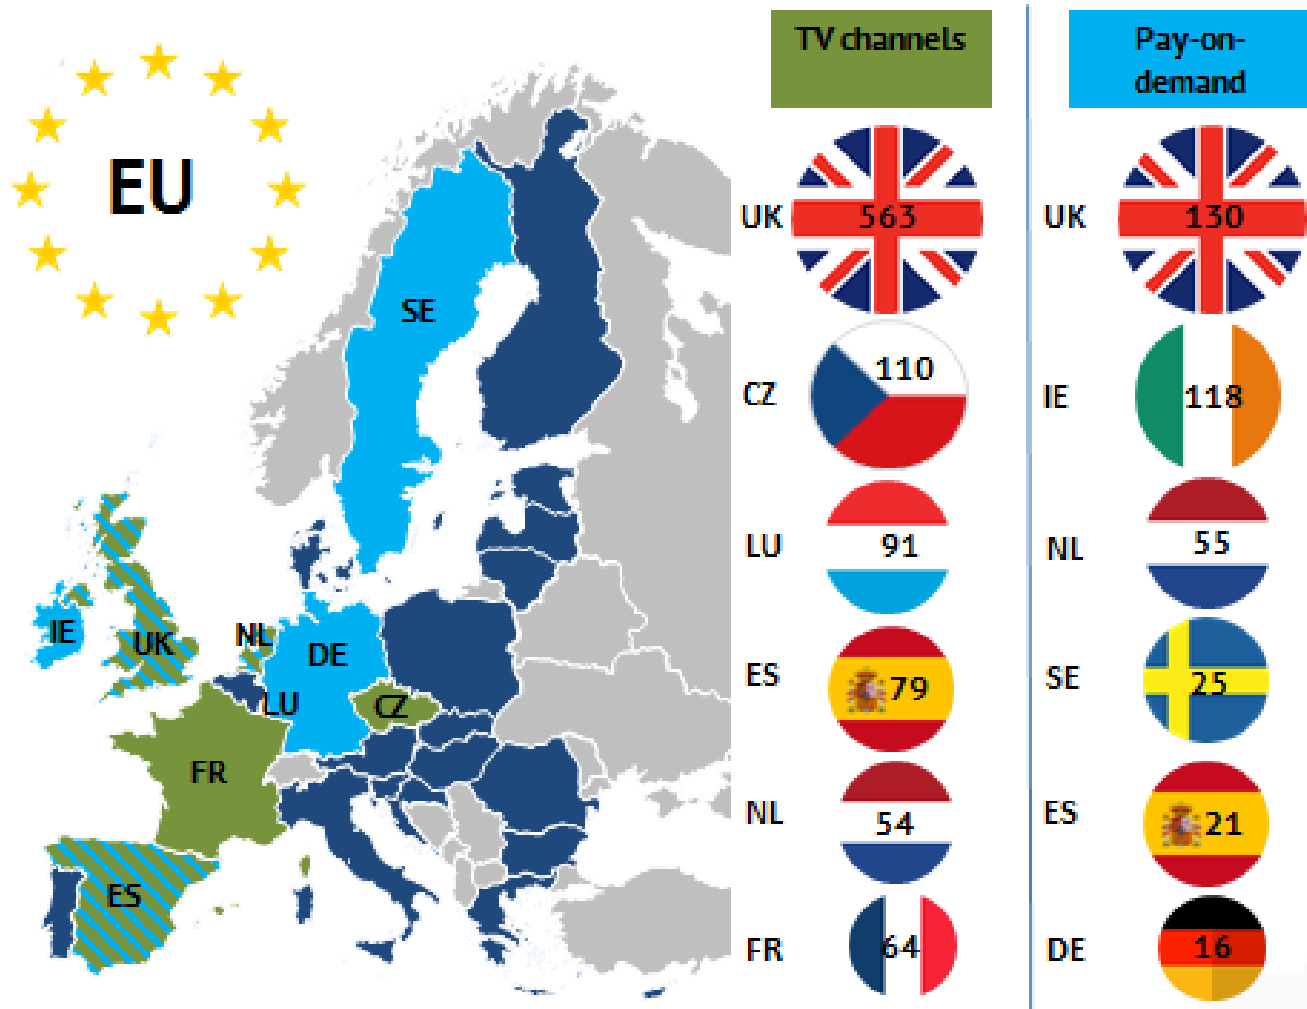 EU
SE
IE
UK
NL
DE
LU
CZ
FR
ES
TV channels
UK 563
CZ 110
LU 91
ES 79
NL 54
FR 64
Pay-on-
demand
UK 130
IE 118
NL 55
SE 25
ES 21
DE 16